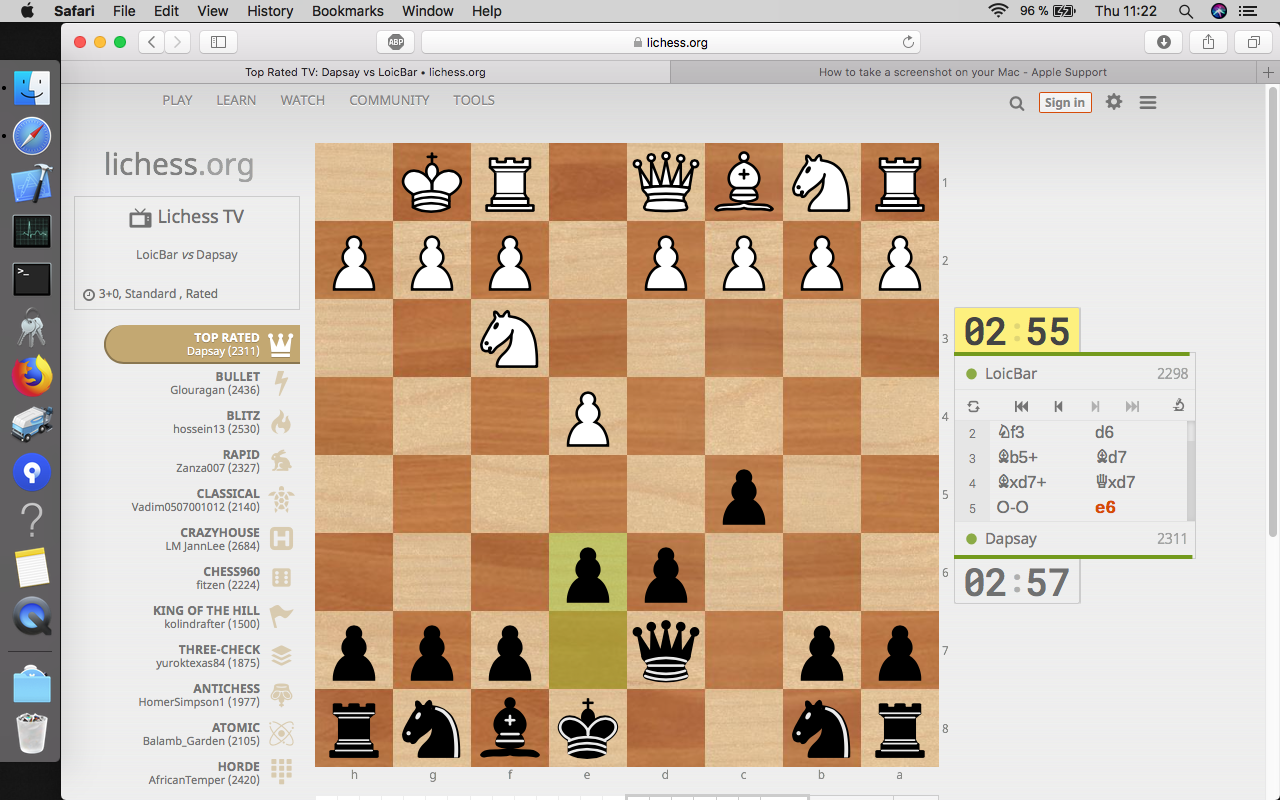 Safari File Edit View History Bookmarks Window Help 96 % Thu 11:22
ABP lichess.org
Top Rated TV: Dapsay vs LoicBar • lichess.org How to take a screenshot on your Mac - Apple Support
PLAY LEARN WATCH COMMUNITY TOOLS Sign in
lichess.org
Lichess TV
LoicBar vs Dapsay
3+0, Standard , Rated
TOP RATED
Dapsay (2311)
BULLET
Glouragan (2436)
BLITZ
hossein13 (2530)
RAPID
Zanza007 (2327)
CLASSICAL
Vadim0507001012 (2140)
CRAZYHOUSE
LM JannLee (2684)
CHESS960
fitzen (2224)
KING OF THE HILL
kolindrafter (1500)
THREE-CHECK
yuroktexas84 (1875)
ANTICHESS
HomerSimpson1 (1977)
ATOMIC
Balamb_Garden (2105)
HORDE
AfricanTemper (2420)
1
2
3
4
5
6
7
8
h g f e d c b a
02:55
LoicBar 2298
2 ♘f3 d6
3 ♗b5+ ♗d7
4 ♗xd7+ ♕xd7
5 O-O e6
Dapsay 2311
02:57